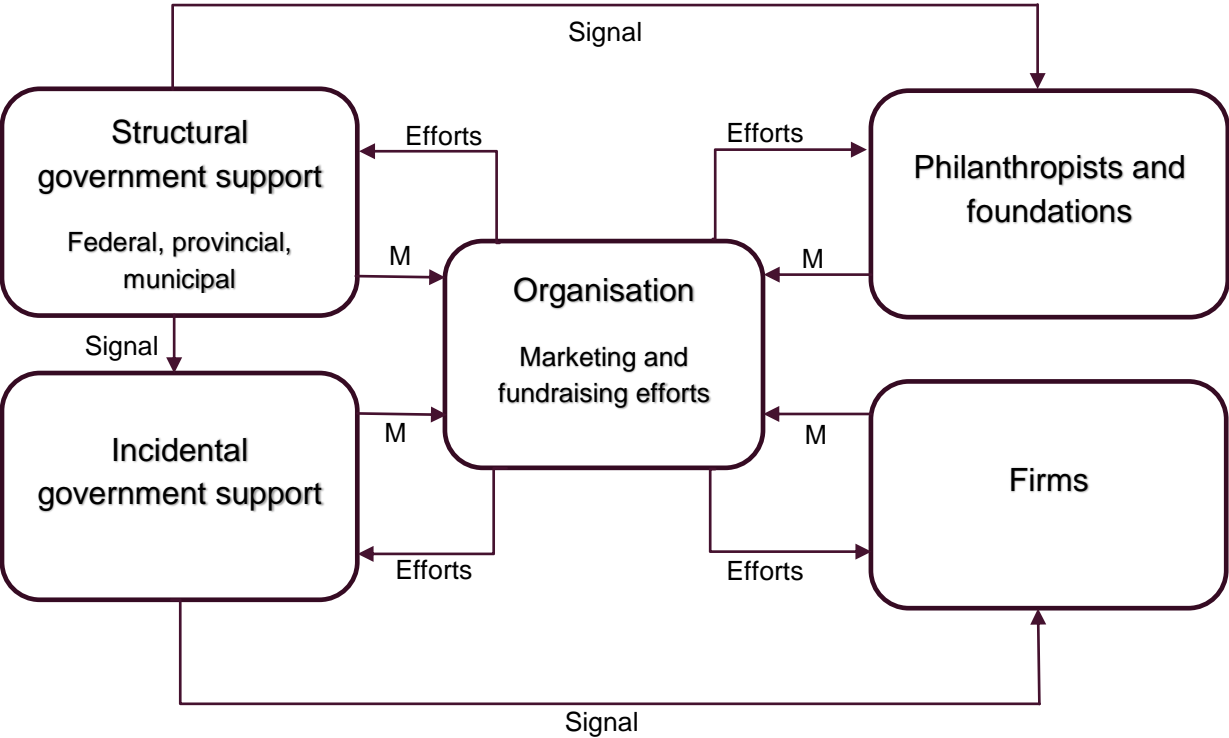 Signal
Structural
government support
Federal, provincial,
municipal
Efforts
M
Efforts
Philanthropists and
foundations
M
Organisation
Marketing and
fundraising efforts
Signal
Incidental
government support
M
Efforts
M
Efforts
Firms
Signal